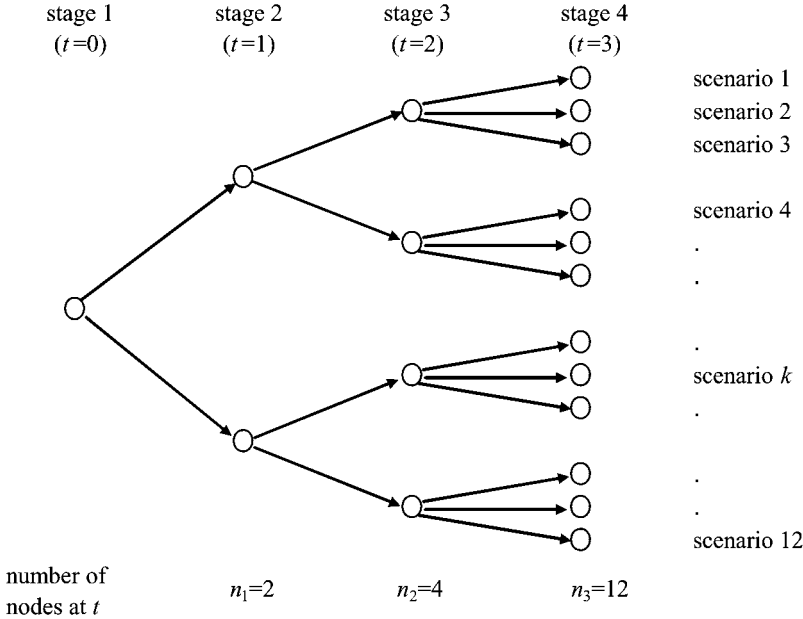 stage 1 stage 2 stage 3 stage 4
(t=0) (t=1) (t=2) (t=3)
scenario 1
scenario 2
scenario 3
scenario 4
.
.
.
scenario k
.
.
.
scenario 12
number of
nodes at t
n₁=2 n₂=4 n₃=12